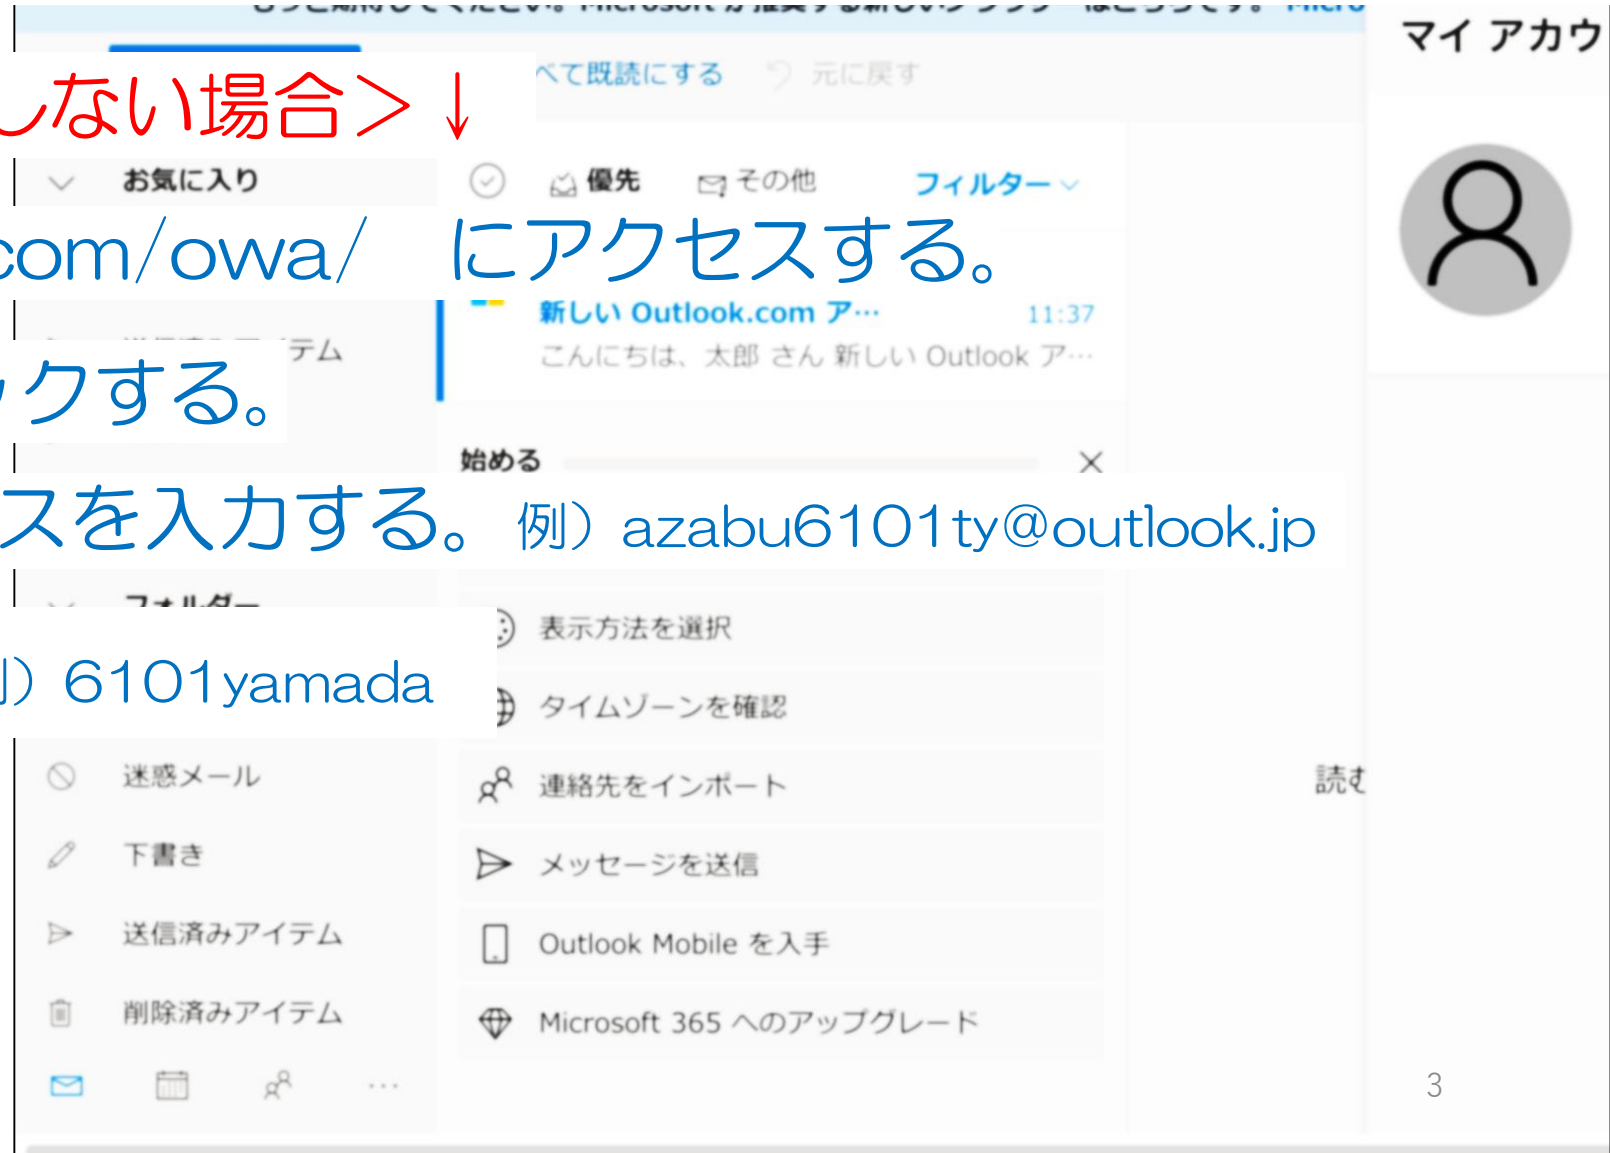 マイ アカウ
べて既読にする 元に戻す
しない場合＞↓
お気に入り
優先 その他 フィルター
com/owa/ にアクセスする。
新しい Outlook.com ア… 11:37
テム
こんにちは、太郎 さん 新しい Outlook ア…
クする。
始める
スを入力する。例）azabu6101ty@outlook.jp
フォルダー
表示方法を選択
）6101yamada
タイムゾーンを確認
迷惑メール
連絡先をインポート
読む
下書き
メッセージを送信
送信済みアイテム
Outlook Mobile を入手
削除済みアイテム
Microsoft 365 へのアップグレード
3